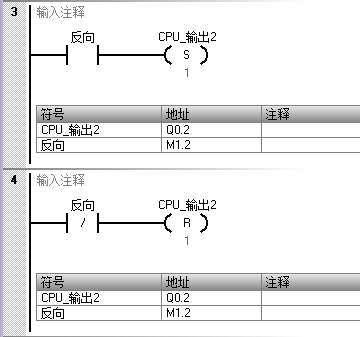 3 输入注释
反向 CPU_输出2
S
1
符号 地址 注释
CPU_输出2 Q0.2
反向 M1.2
4 输入注释
反向 CPU_输出2
/ R
1
符号 地址 注释
CPU_输出2 Q0.2
反向 M1.2